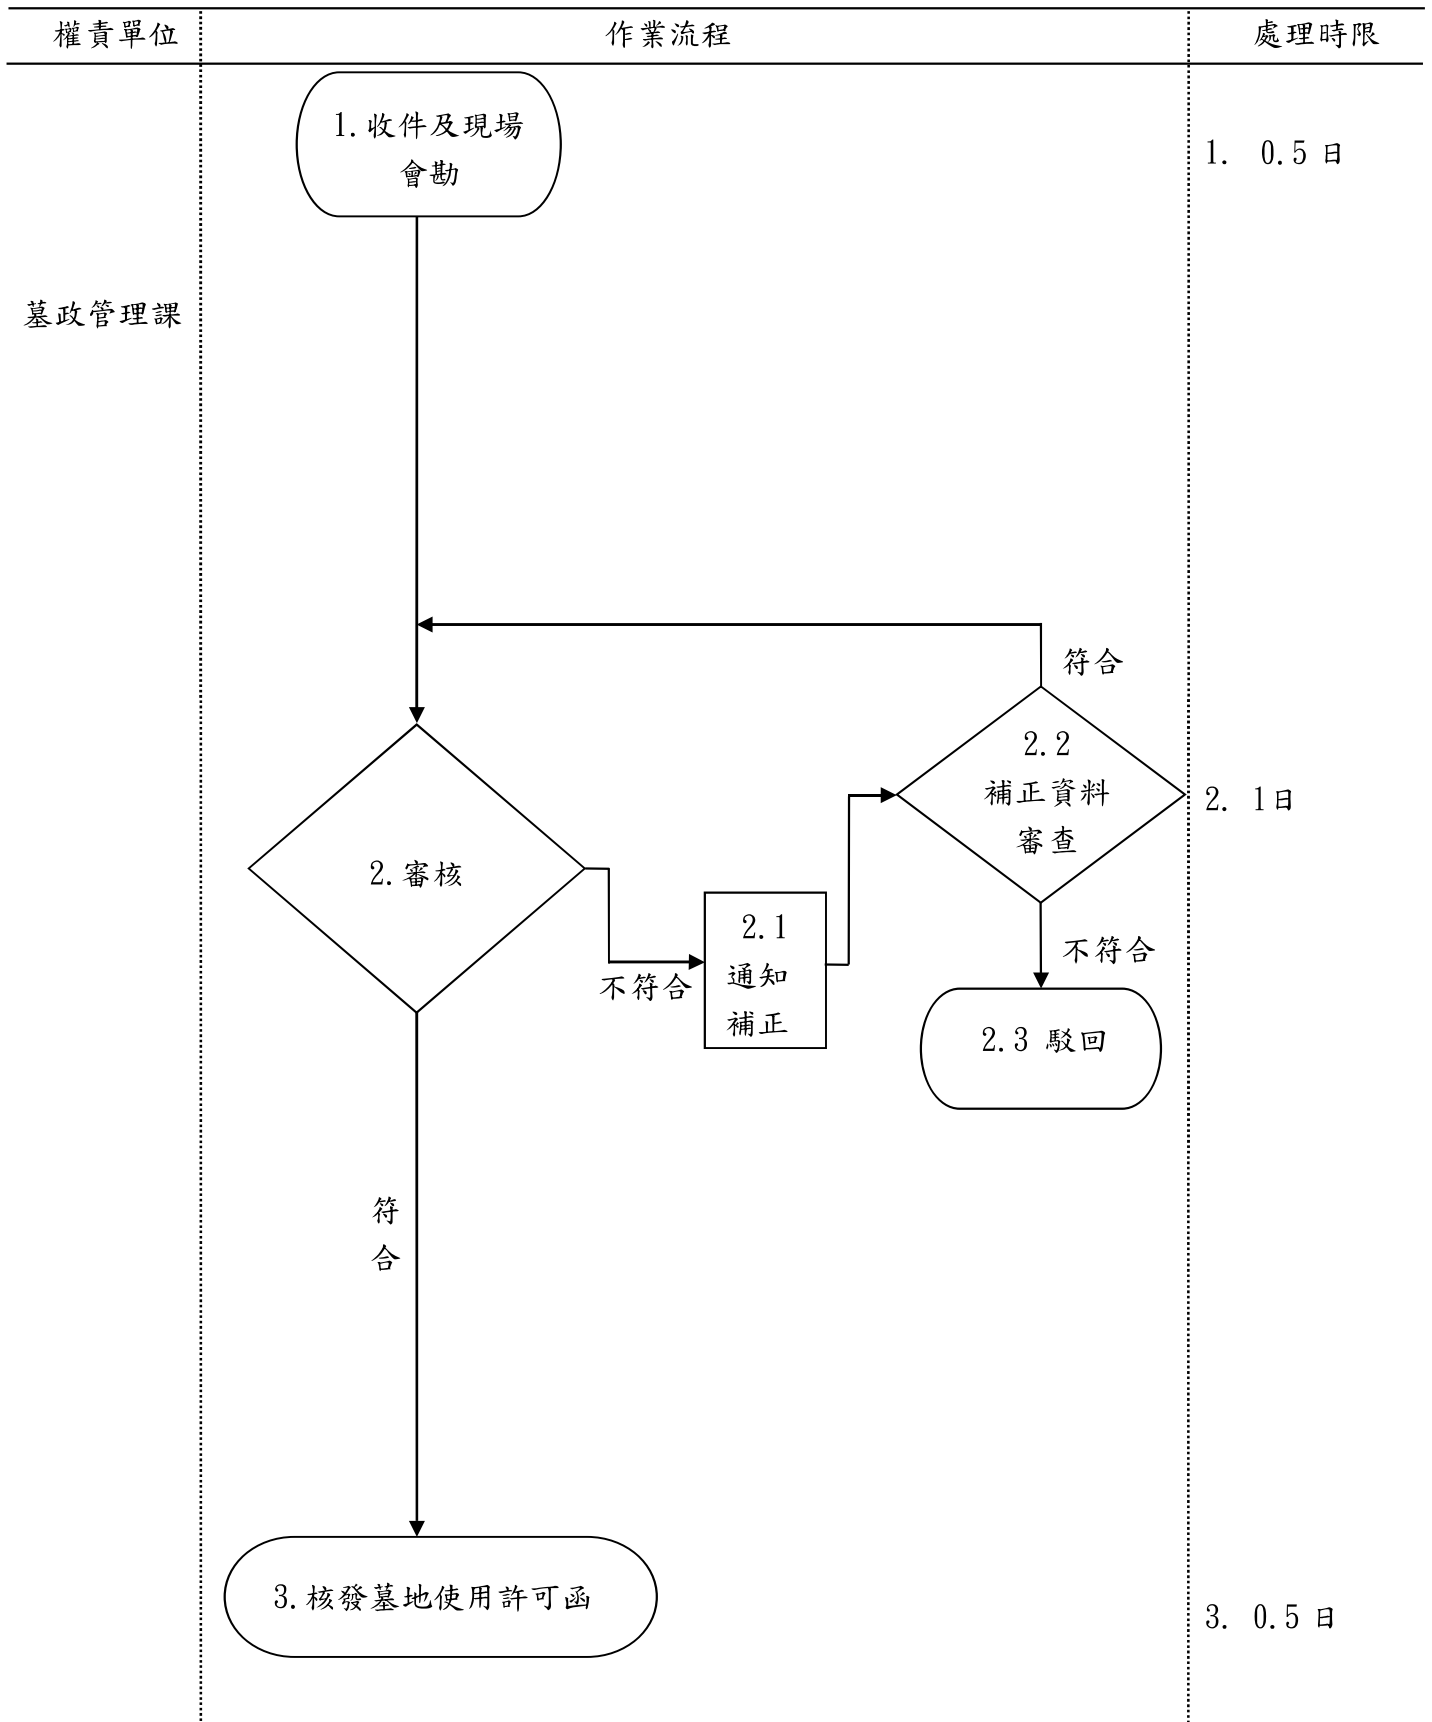 權責單位
作業流程
處理時限
1.收件及現場
會勘
1. 0.5 日
墓政管理課
符合
2.2
補正資料
審查
2. 1日
2.審核
2.1
通知
補正
不符合
不符合
2.3 駁回
符
合
3.核發墓地使用許可函
3. 0.5 日